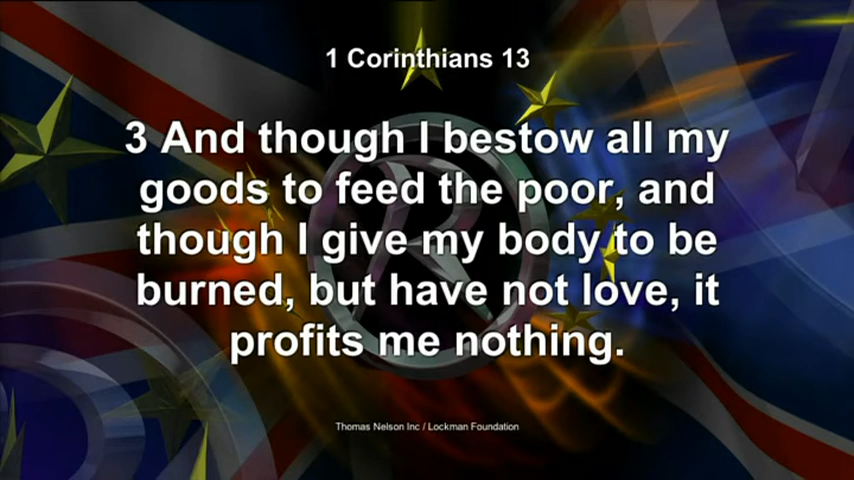 1 Corinthians 13
3 And though I bestow all my
goods to feed the poor, and
though I give my body to be
burned, but have not love, it
profits me nothing.
Thomas Nelson Inc / Lockman Foundation